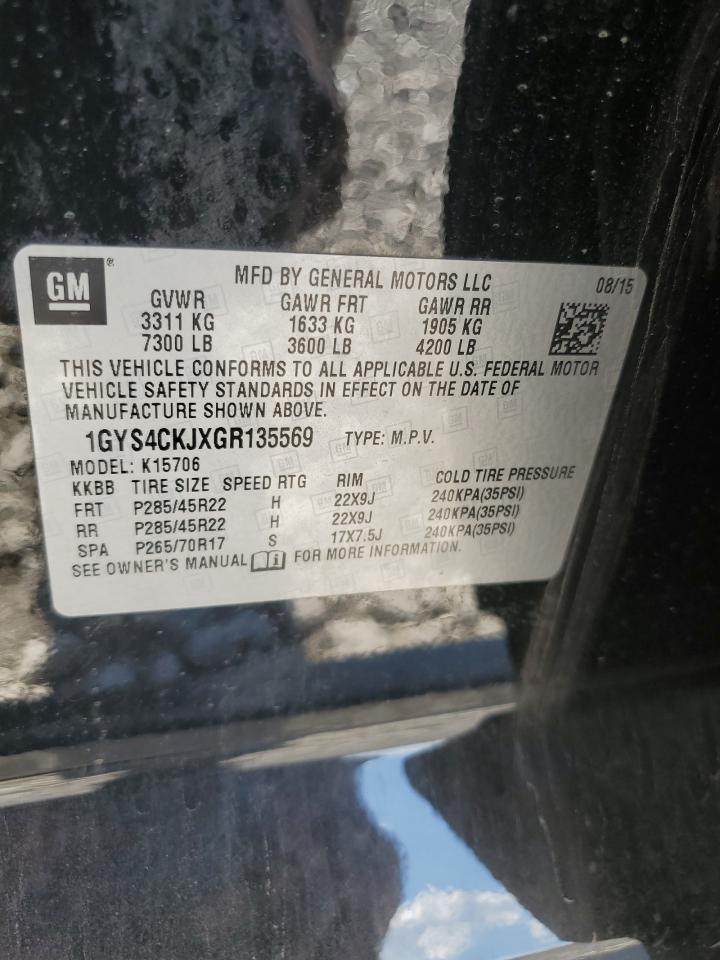 GM®
MFD BY GENERAL MOTORS LLC 08/15
GVWR GAWR FRT GAWR RR
3311 KG 1633 KG 1905 KG
7300 LB 3600 LB 4200 LB
THIS VEHICLE CONFORMS TO ALL APPLICABLE U.S. FEDERAL MOTOR
VEHICLE SAFETY STANDARDS IN EFFECT ON THE DATE OF
MANUFACTURE SHOWN ABOVE.
1GYS4CKJXGR135569 TYPE: M.P.V.
MODEL: K15706
KKBB TIRE SIZE SPEED RTG RIM COLD TIRE PRESSURE
FRT P285/45R22 H 22X9J 240KPA(35PSI)
RR P285/45R22 H 22X9J 240KPA(35PSI)
SPA P265/70R17 S 17X7.5J 240KPA(35PSI)
SEE OWNER'S MANUAL FOR MORE INFORMATION.